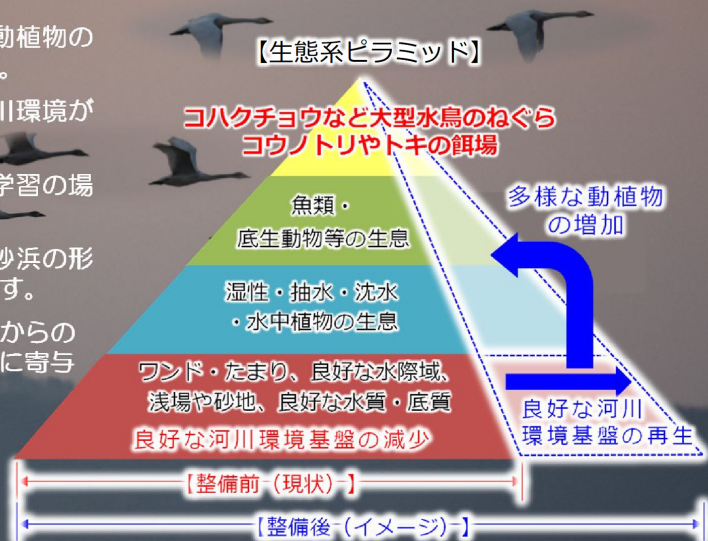 動植物の
。
川環境が
学習の場
砂浜の形
す。
からの
に寄与
【生態系ピラミッド】
コハクチョウなど大型水鳥のねぐら
コウノトリやトキの餌場
魚類・
底生動物等の生息
湿性・抽水・沈水
・水中植物の生息
ワンド・たまり、良好な水際域、
浅場や砂地、良好な水質・底質
良好な河川環境基盤の減少
多様な動植物
の増加
良好な河川
環境基盤の再生
【整備前（現状）】
【整備後（イメージ）】